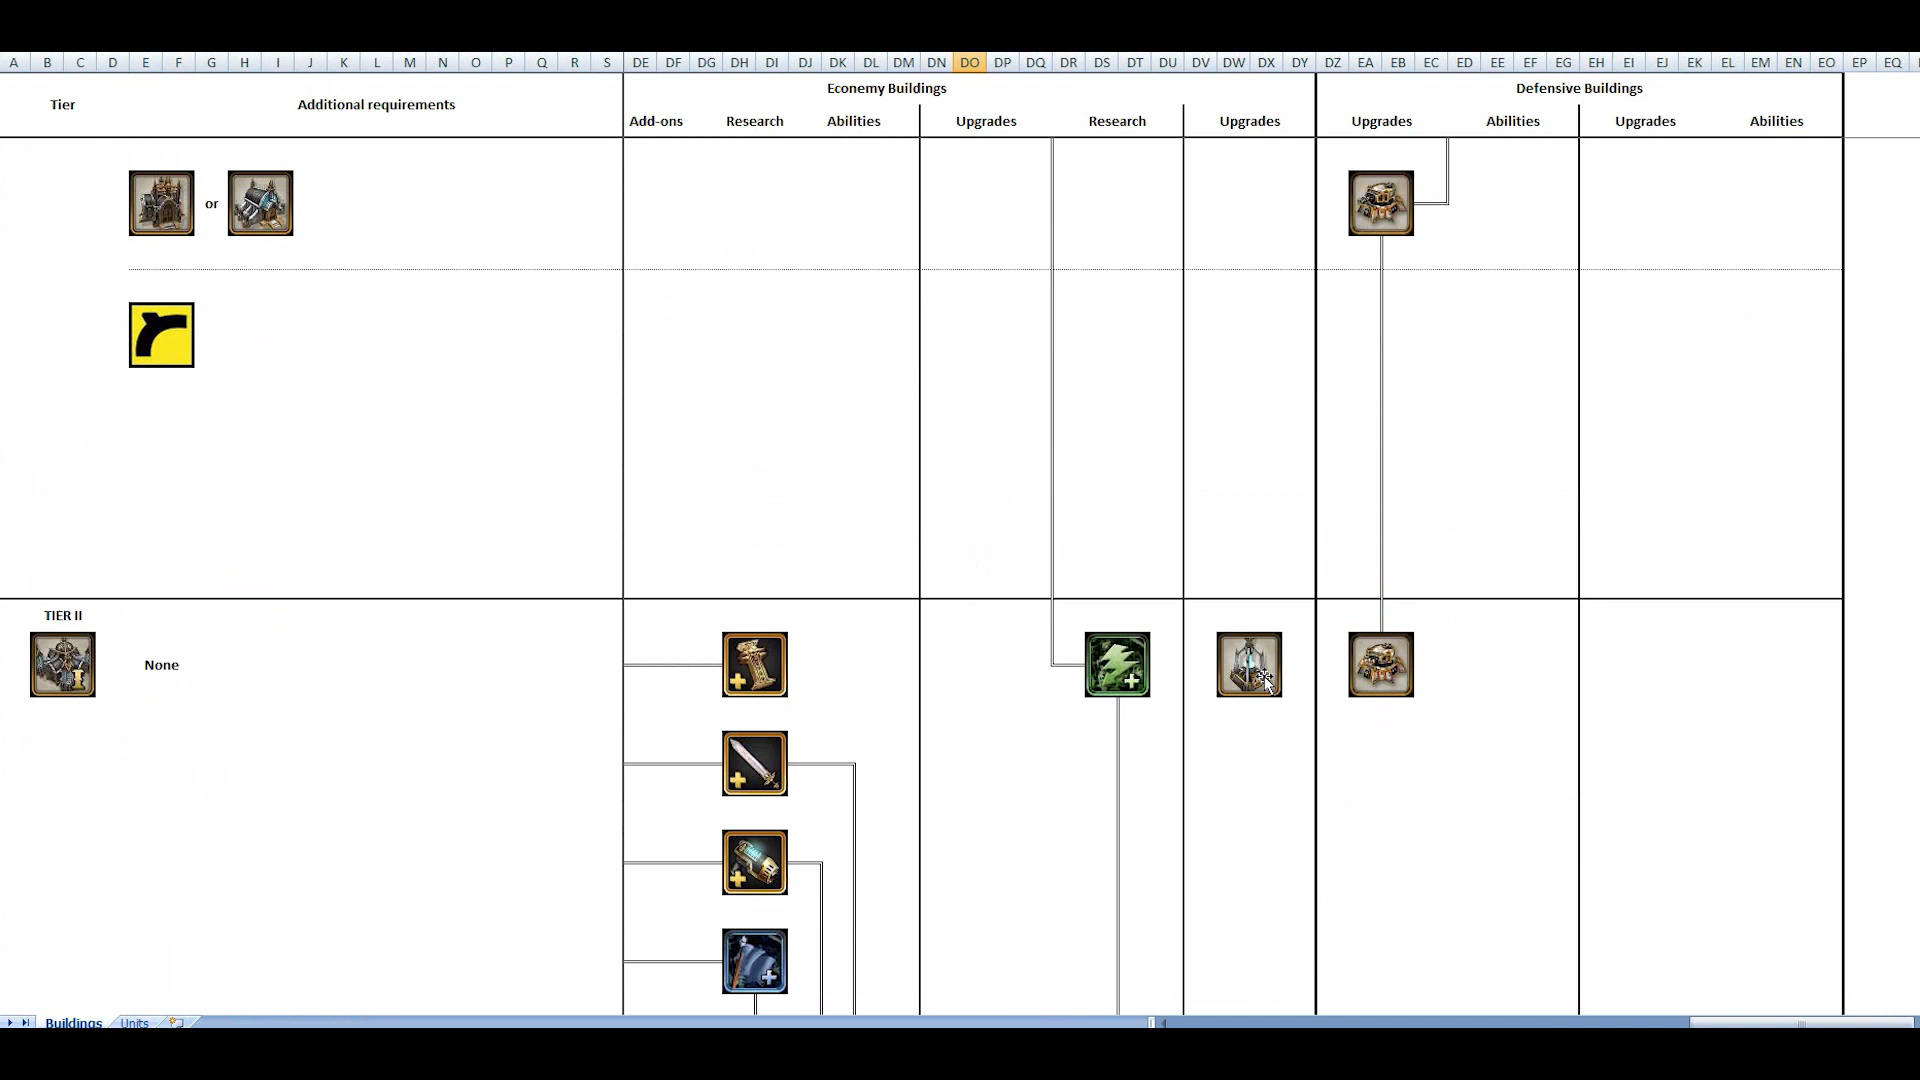 A B C D E F G H I J K L M N O P Q R S DE DF DG DH DI DJ DK DL DM DN DO DP DQ DR DS DT DU DV DW DX DY DZ EA EB EC ED EE EF EG EH EI EJ EK EL EM EN EO EP EQ
Economy Buildings Defensive Buildings
Tier Additional requirements
Add-ons Research Abilities Upgrades Research Upgrades Upgrades Abilities Upgrades Abilities
or
TIER II
None
Buildings Units